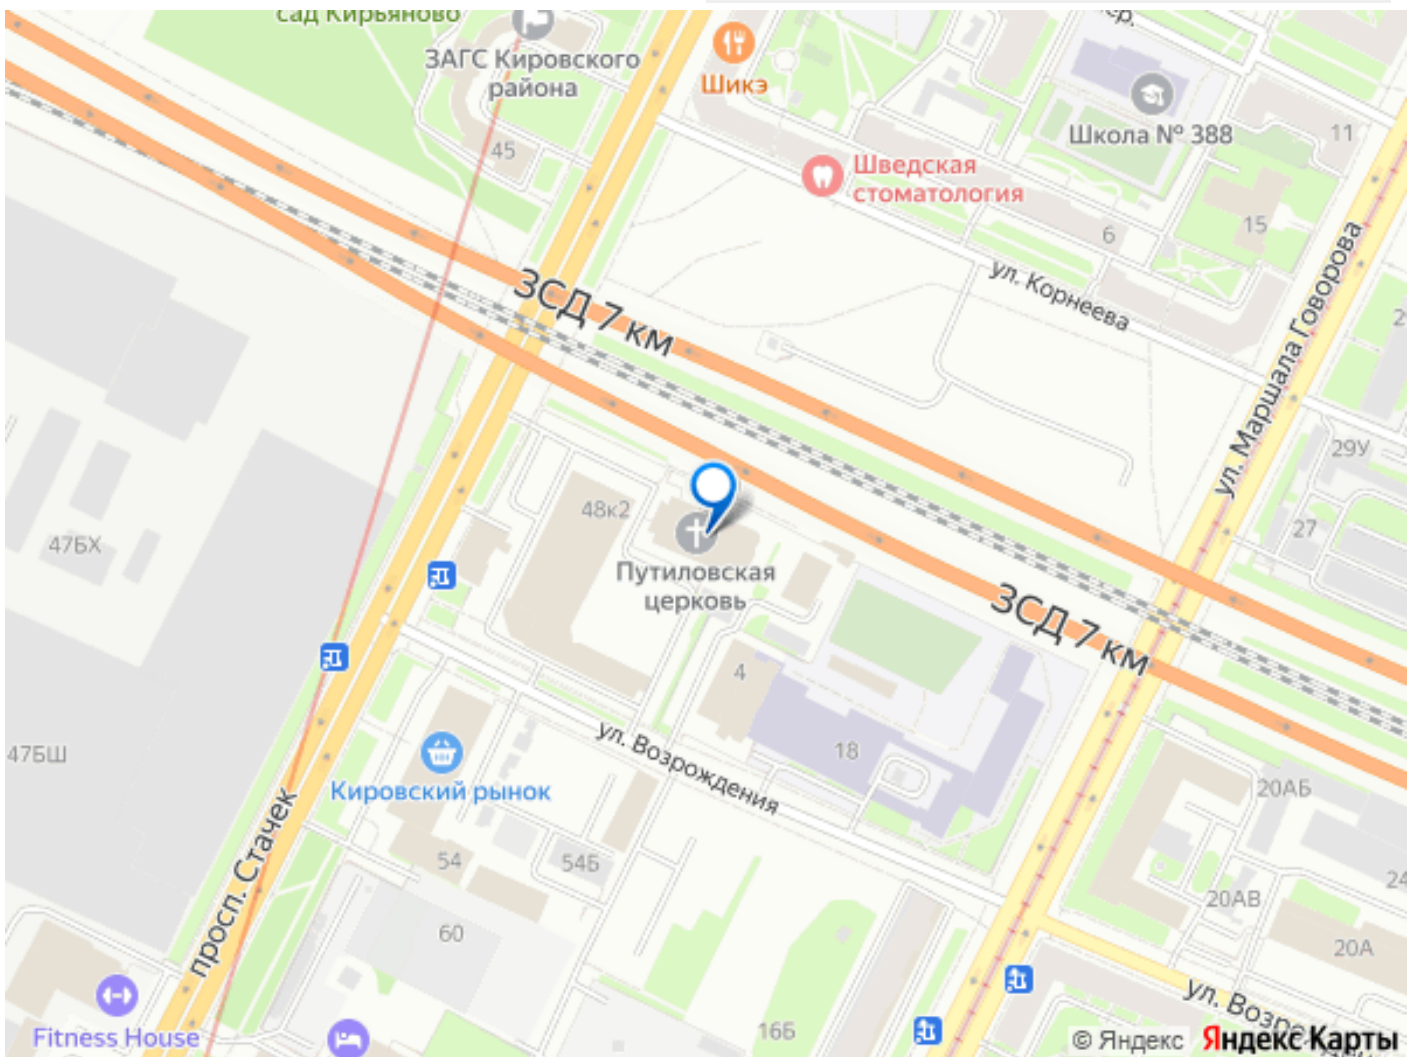 сад Кирьяново
ЗАГС Кировского
района
45
Шикэ
Школа № 388
11
Шведская
стоматология
15
6
ул. Корнеева
ул. Маршала Говорова
ЗСД 7 км
29У
27
48к2
47БХ
Путиловская
церковь
ЗСД 7 км
4
18
ул. Возрождения
47БШ
Кировский рынок
20АБ
просп. Стачек
54
54Б
24
20АВ
60
20А
Fitness House
16Б
© Яндекс
Яндекс Карты